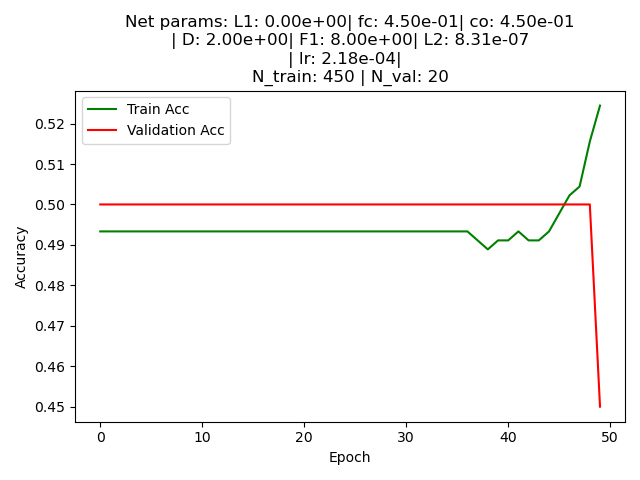 Net params: L1: 0.00e+00| fc: 4.50e-01| co: 4.50e-01
| D: 2.00e+00| F1: 8.00e+00| L2: 8.31e-07
| lr: 2.18e-04|
N_train: 450 | N_val: 20
Train Acc
Validation Acc
0.52
0.51
0.50
0.49
0.48
0.47
0.46
0.45
Accuracy
0 10 20 30 40 50
Epoch